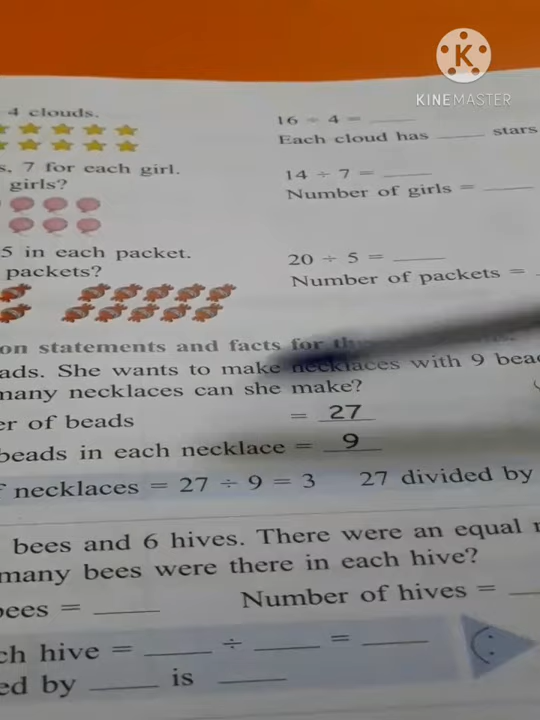 K
KINEMASTER
4 clouds.
16 ÷ 4 = ____
Each cloud has ____ stars
s, 7 for each girl.
girls?
14 ÷ 7 = ____
Number of girls = ____
5 in each packet.
packets?
20 ÷ 5 = ____
Number of packets =
on statements and facts for
ads. She wants to make necklaces with 9 bea
many necklaces can she make?
er of beads = 27
beads in each necklace = 9
f necklaces = 27 ÷ 9 = 3 27 divided by
bees and 6 hives. There were an equal
many bees were there in each hive?
bees = ____ Number of hives = ____
ch hive = ____ ÷ ____ = ____
ed by ____ is ____